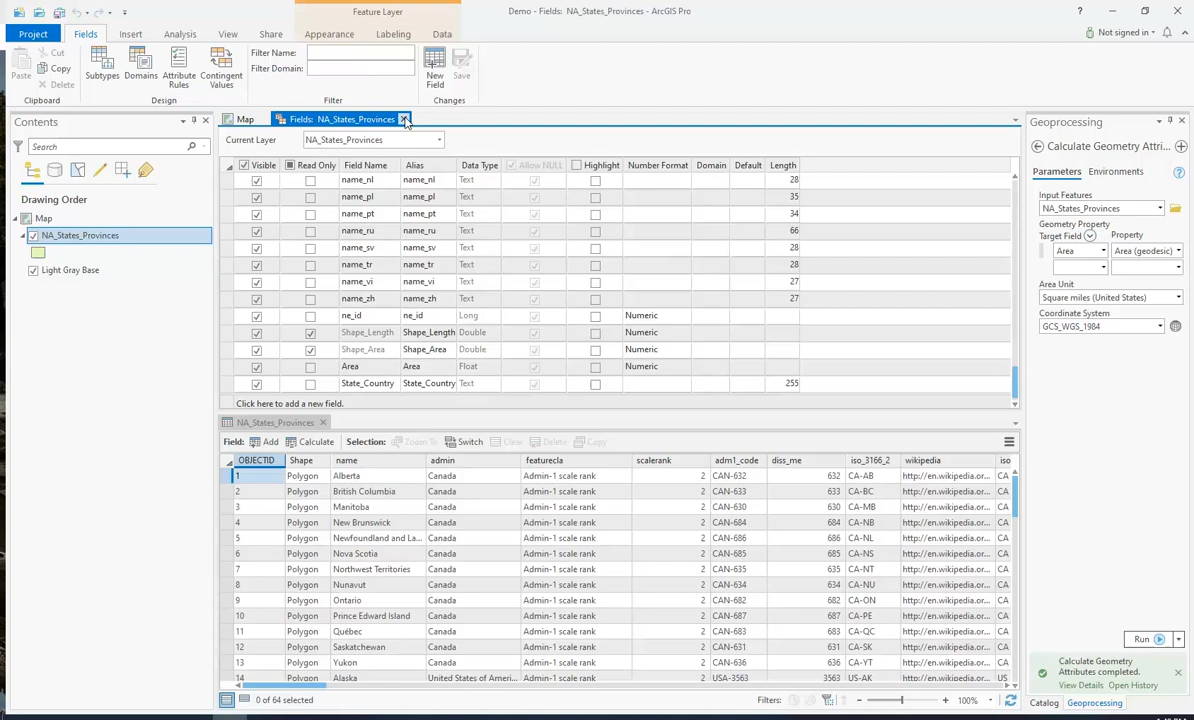 Feature Layer
Demo - Fields: NA_States_Provinces - ArcGIS Pro
?
Project Fields Insert Analysis View Share Appearance Labeling Data
Not signed in
Paste Cut Copy Delete
Clipboard
Subtypes Domains Attribute Rules Contingent Values
Design
Filter Name:
Filter Domain:
Filter
New Field Save
Changes
Contents
Search
Drawing Order
Map
NA_States_Provinces
Light Gray Base
Map Fields: NA_States_Provinces
Current Layer NA_States_Provinces
Visible Read Only Field Name Alias Data Type Allow NULL Highlight Number Format Domain Default Length
name_nl name_nl Text 28
name_pl name_pl Text 35
name_pt name_pt Text 34
name_ru name_ru Text 66
name_sv name_sv Text 28
name_tr name_tr Text 28
name_vi name_vi Text 27
name_zh name_zh Text 27
ne_id ne_id Long Numeric
Shape_Length Shape_Length Double Numeric
Shape_Area Shape_Area Double Numeric
Area Area Float Numeric
State_Country State_Country Text 255
Click here to add a new field.
NA_States_Provinces
Field: Add Calculate Selection: Zoom To Switch Clear Delete Copy
OBJECTID Shape name admin featurecla scalerank adm1_code diss_me iso_3166_2 wikipedia iso
1 Polygon Alberta Canada Admin-1 scale rank 2 CAN-632 632 CA-AB http://en.wikipedia.or... CA
2 Polygon British Columbia Canada Admin-1 scale rank 2 CAN-633 633 CA-BC http://en.wikipedia.or... CA
3 Polygon Manitoba Canada Admin-1 scale rank 2 CAN-630 630 CA-MB http://en.wikipedia.or... CA
4 Polygon New Brunswick Canada Admin-1 scale rank 2 CAN-684 684 CA-NB http://en.wikipedia.or... CA
5 Polygon Newfoundland and La... Canada Admin-1 scale rank 2 CAN-686 686 CA-NL http://en.wikipedia.or... CA
6 Polygon Nova Scotia Canada Admin-1 scale rank 2 CAN-685 685 CA-NS http://en.wikipedia.or... CA
7 Polygon Northwest Territories Canada Admin-1 scale rank 2 CAN-635 635 CA-NT http://en.wikipedia.or... CA
8 Polygon Nunavut Canada Admin-1 scale rank 2 CAN-634 634 CA-NU http://en.wikipedia.or... CA
9 Polygon Ontario Canada Admin-1 scale rank 2 CAN-682 682 CA-ON http://en.wikipedia.or... CA
10 Polygon Prince Edward Island Canada Admin-1 scale rank 2 CAN-687 687 CA-PE http://en.wikipedia.or... CA
11 Polygon Québec Canada Admin-1 scale rank 2 CAN-683 683 CA-QC http://en.wikipedia.or... CA
12 Polygon Saskatchewan Canada Admin-1 scale rank 2 CAN-631 631 CA-SK http://en.wikipedia.or... CA
13 Polygon Yukon Canada Admin-1 scale rank 2 CAN-636 636 CA-YT http://en.wikipedia.or... CA
14 Polygon Alaska United States of Ameri... Admin-1 scale rank 2 USA-3563 3563 US-AK http://en.wikipedia.or... US
0 of 64 selected
Filters: 100%
Geoprocessing
Calculate Geometry Attri...
Parameters Environments
Input Features
NA_States_Provinces
Geometry Property
Target Field Property
Area Area (geodesic)
Area Unit
Square miles (United States)
Coordinate System
GCS_WGS_1984
Run
Calculate Geometry
Attributes completed.
View Details Open History
Catalog Geoprocessing